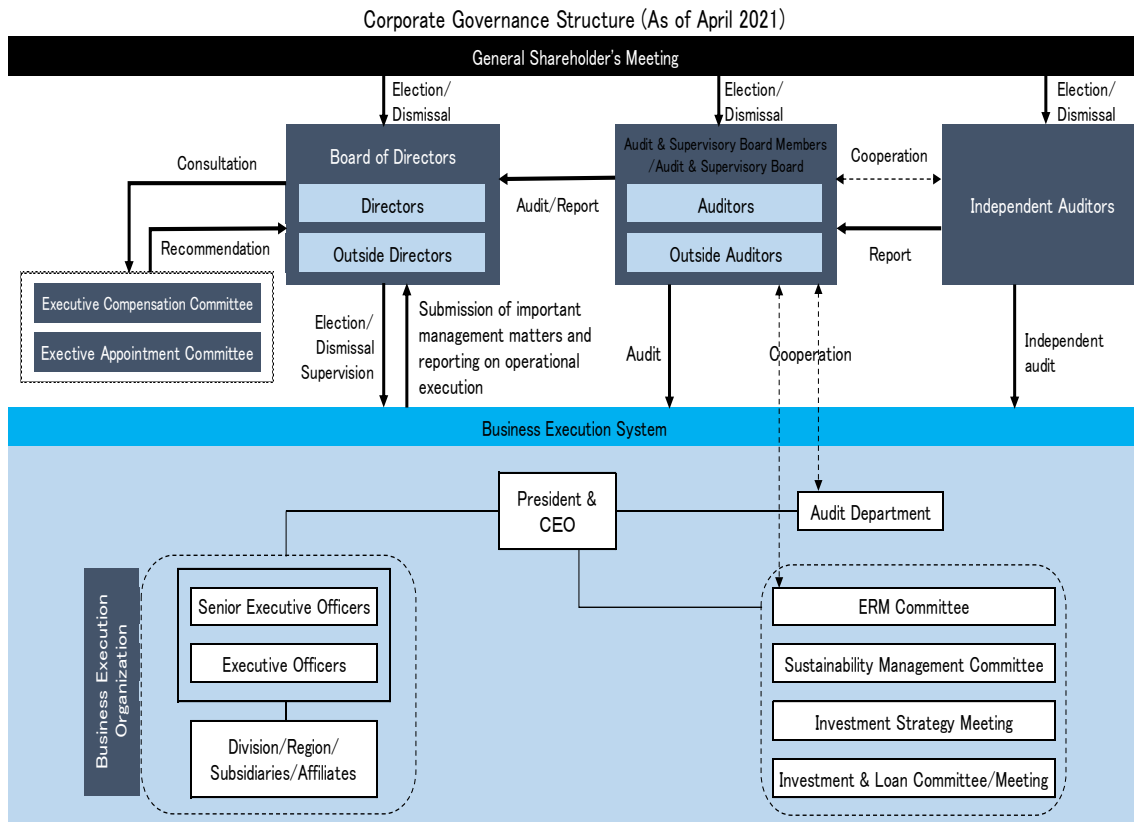 Corporate Governance Structure (As of April 2021)
General Shareholder's Meeting
Election/
Dismissal
Election/
Dismissal
Election/
Dismissal
Consultation
Recommendation
Board of Directors
Directors
Outside Directors
Audit/Report
Audit & Supervisory Board Members
/Audit & Supervisory Board
Auditors
Outside Auditors
Cooperation
Report
Independent Auditors
Executive Compensation Committee
Exective Appointment Committee
Election/
Dismissal
Supervision
Submission of important
management matters and
reporting on operational
execution
Audit
Cooperation
Independent
audit
Business Execution System
President &
CEO
Audit Department
Business Execution
Organization
Senior Executive Officers
Executive Officers
Division/Region/
Subsidiaries/Affiliates
ERM Committee
Sustainability Management Committee
Investment Strategy Meeting
Investment & Loan Committee/Meeting